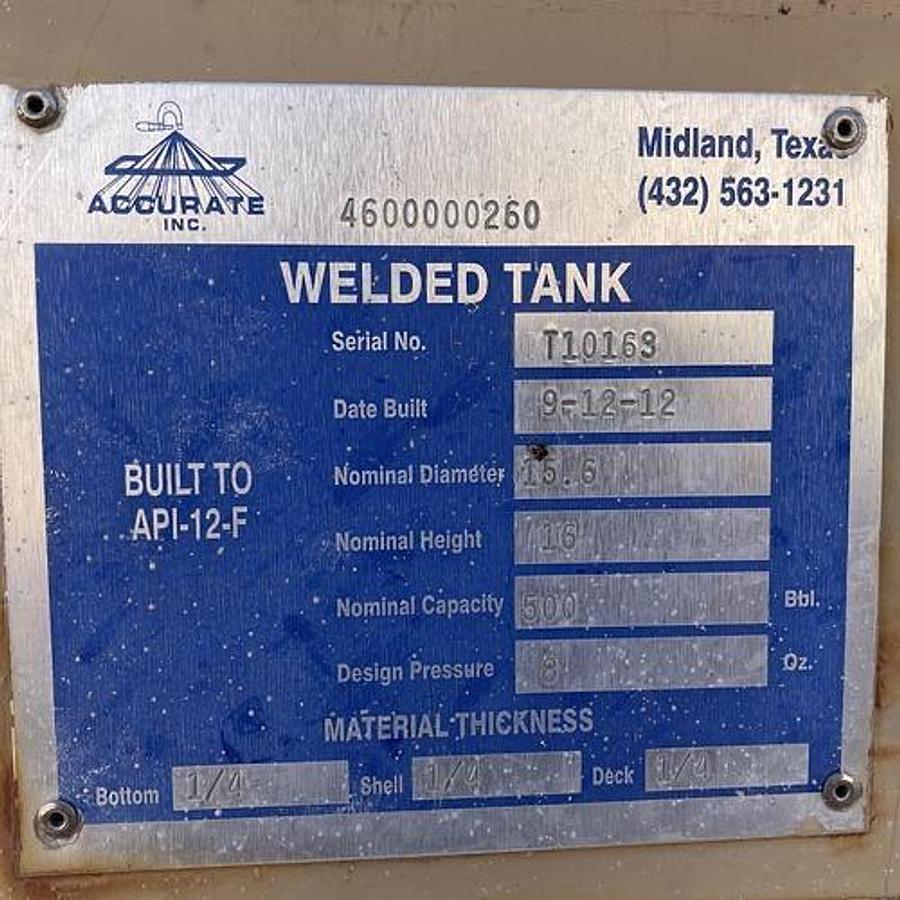 ACCURATE
INC.
4600000260
Midland, Texas
(432) 563-1231
WELDED TANK
Serial No. T10163
Date Built 9-12-12
BUILT TO
API-12-F
Nominal Diameter 15.6
Nominal Height 16
Nominal Capacity 500 Bbl.
Design Pressure 8 Oz.
MATERIAL THICKNESS
Bottom 1/4 Shell 1/4 Deck 1/4